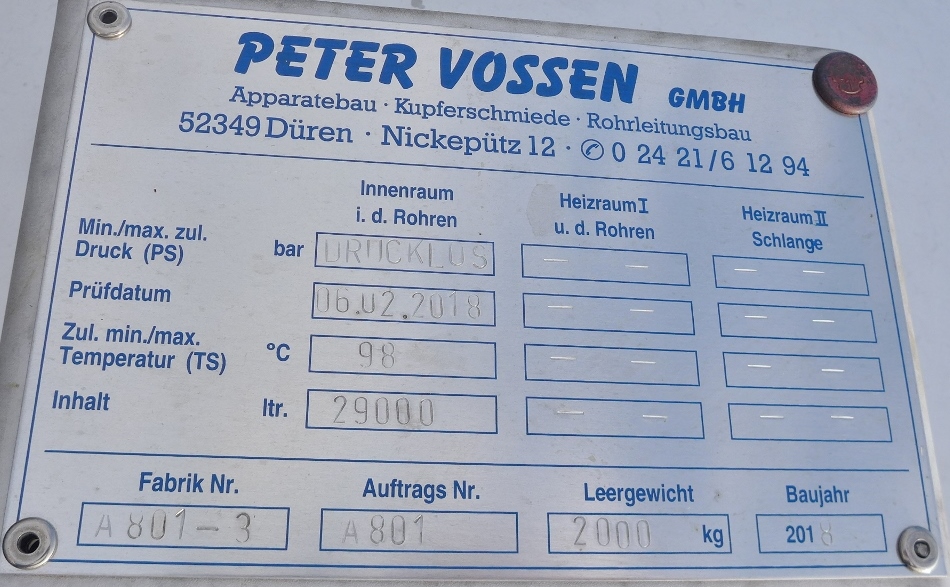 PETER VOSSEN GMBH
Apparatebau · Kupferschmiede · Rohrleitungsbau
52349 Düren · Nickepütz 12 · ✆ 0 24 21/6 12 94
Innenraum i. d. Rohren
Heizraum I u. d. Rohren
Heizraum II Schlange
Min./max. zul. Druck (PS) bar DRUCKLOS — — — —
Prüfdatum 06.02.2018 — — — —
Zul. min./max. Temperatur (TS) °C 98 — — — —
Inhalt ltr. 29000 — — — —
Fabrik Nr. Auftrags Nr. Leergewicht Baujahr
A 801-3 A 801 2000 kg 2018